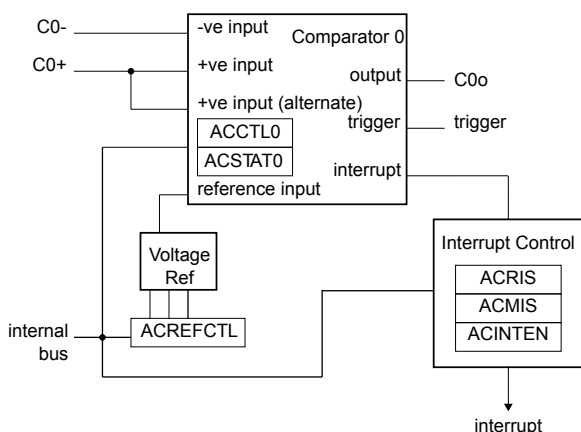 C0-
-ve input
Comparator 0
C0+
+ve input
output
C0o
+ve input (alternate)
ACCTL0
trigger
trigger
ACSTAT0
interrupt
reference input
Voltage
Ref
Interrupt Control
ACRIS
ACMIS
ACINTEN
internal
bus
ACREFCTL
interrupt